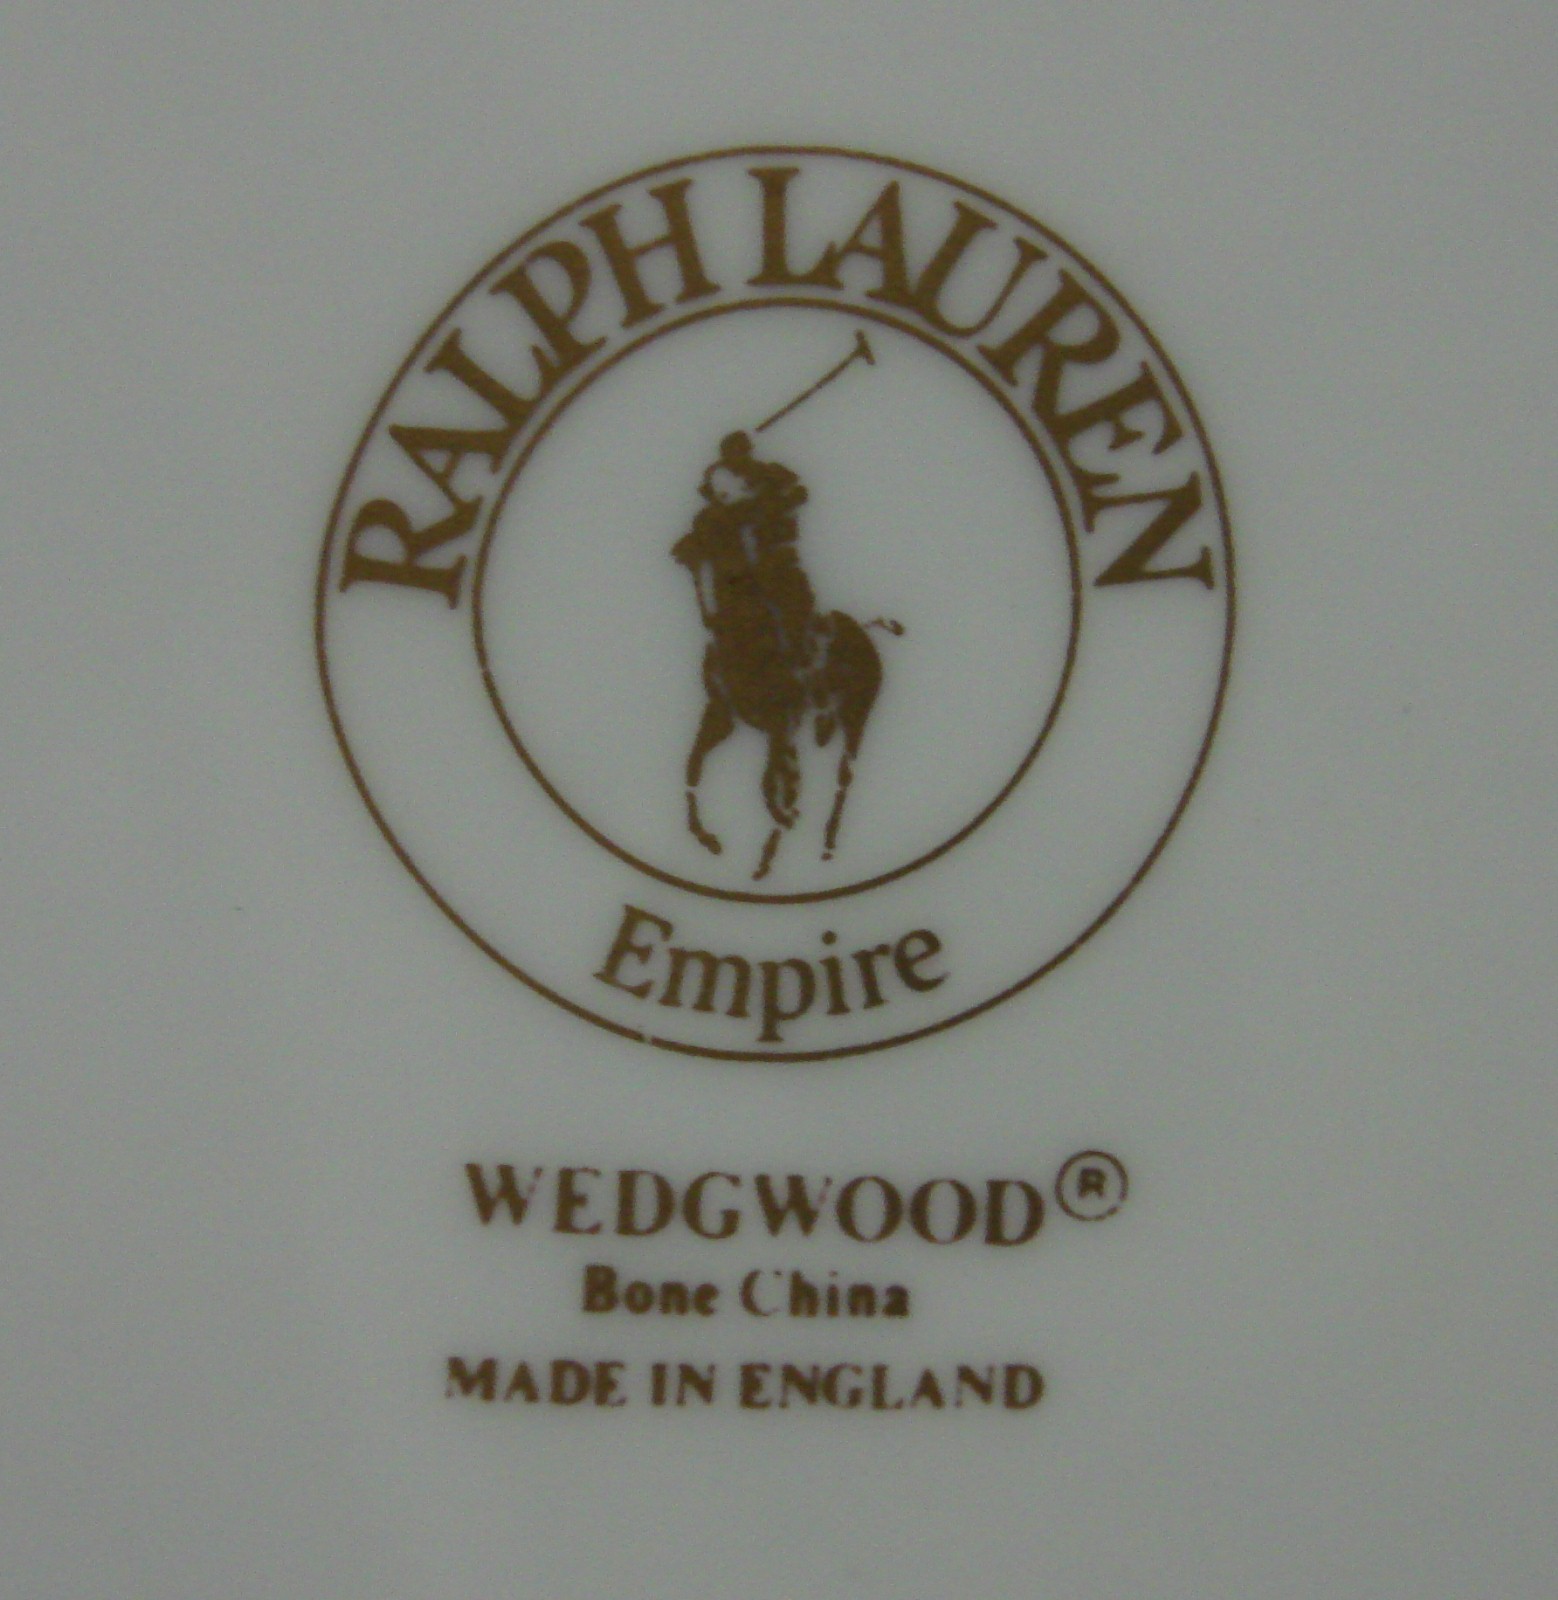 RALPH LAUREN
Empire
WEDGWOOD®
Bone China
MADE IN ENGLAND